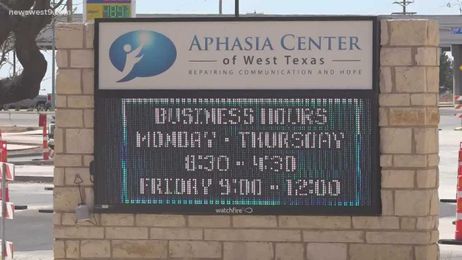 newswest9.com
APHASIA CENTER
of West Texas
REPAIRING COMMUNICATION AND HOPE
BUSINESS HOURS
MONDAY - THURSDAY
8:30 - 4:30
FRIDAY 9:00 - 12:00
watchfire